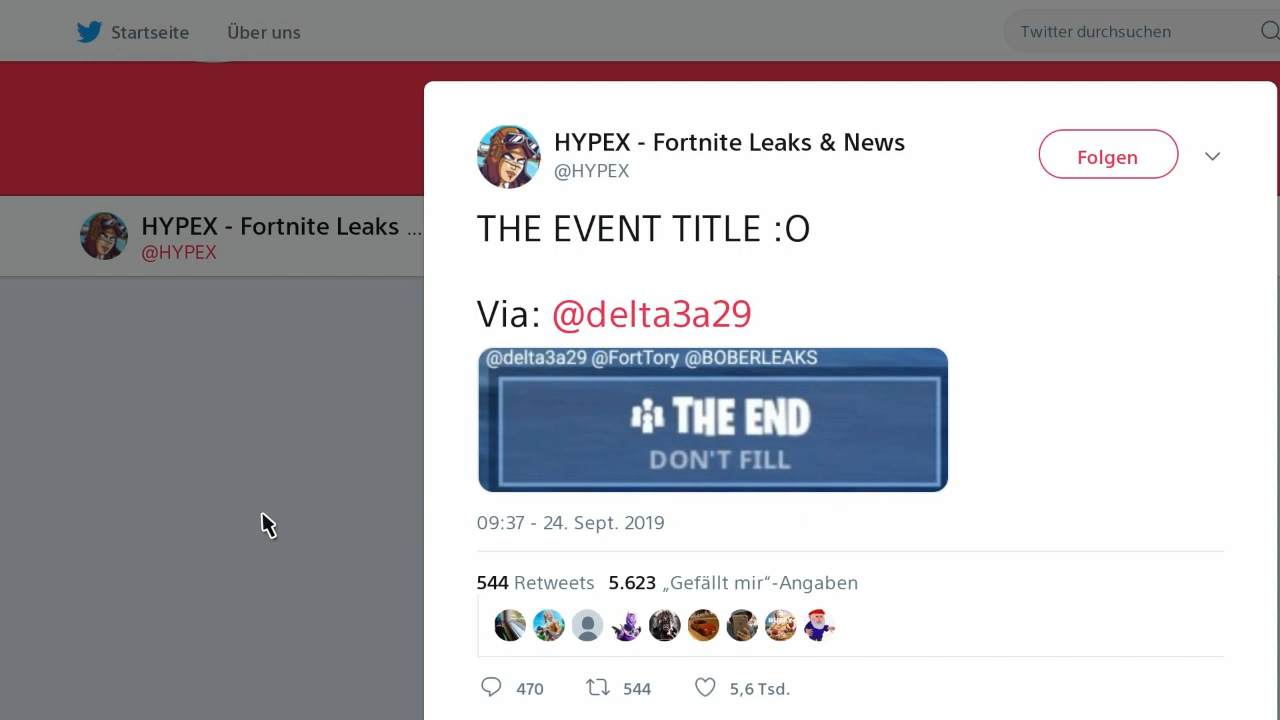 Startseite
Über uns
Twitter durchsuchen
HYPEX - Fortnite Leaks ...
@HYPEX
HYPEX - Fortnite Leaks & News
@HYPEX
Folgen
THE EVENT TITLE :O
Via: @delta3a29
@delta3a29 @FortTory @BOBERLEAKS
THE END
DON'T FILL
09:37 - 24. Sept. 2019
544 Retweets 5.623 „Gefällt mir“-Angaben
470 544 5,6 Tsd.